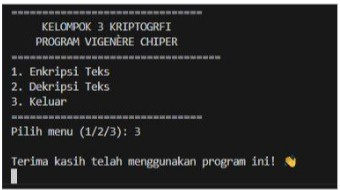 ==============================
KELOMPOK 3 KRIPTOGRFI
PROGRAM VIGENÈRE CHIPER
=================================
1. Enkripsi Teks
2. Dekripsi Teks
3. Keluar
==============================
Pilih menu (1/2/3): 3
Terima kasih telah menggunakan program ini! 👋